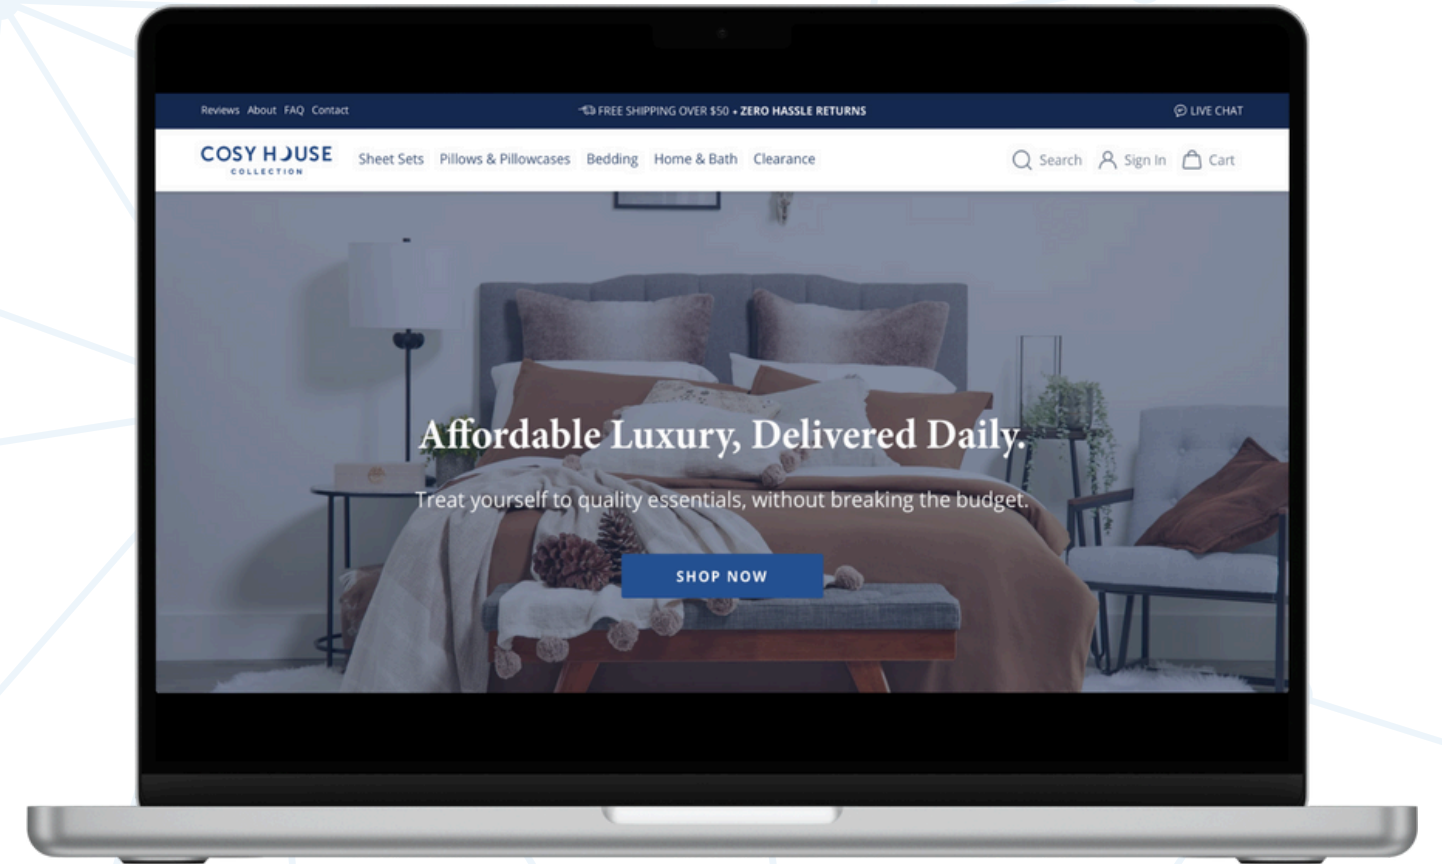 Reviews About FAQ Contact
FREE SHIPPING OVER $50 + ZERO HASSLE RETURNS
LIVE CHAT
COSY HOUSE
COLLECTION
Sheet Sets Pillows & Pillowcases Bedding Home & Bath Clearance
Search Sign In Cart
Affordable Luxury, Delivered Daily.
Treat yourself to quality essentials, without breaking the budget.
SHOP NOW